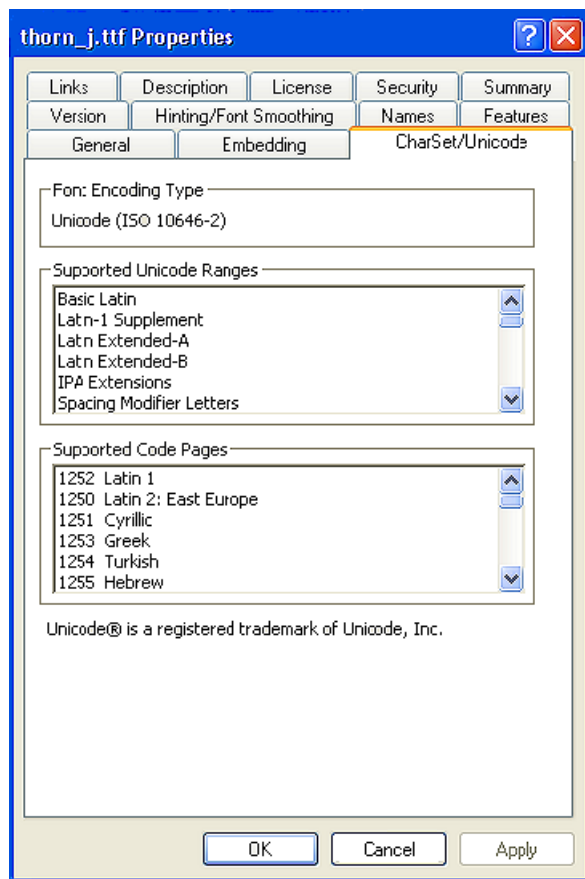 thorn_j.ttf Properties
Links Description License Security Summary
Version Hinting/Font Smoothing Names Features
General Embedding CharSet/Unicode
Font Encoding Type
Unicode (ISO 10646-2)
Supported Unicode Ranges
Basic Latin
Latn-1 Supplement
Latn Extended-A
Latn Extended-B
IPA Extensions
Spacing Modifier Letters
Supported Code Pages
1252 Latin 1
1250 Latin 2: East Europe
1251 Cyrillic
1253 Greek
1254 Turkish
1255 Hebrew
Unicode® is a registered trademark of Unicode, Inc.
OK Cancel Apply